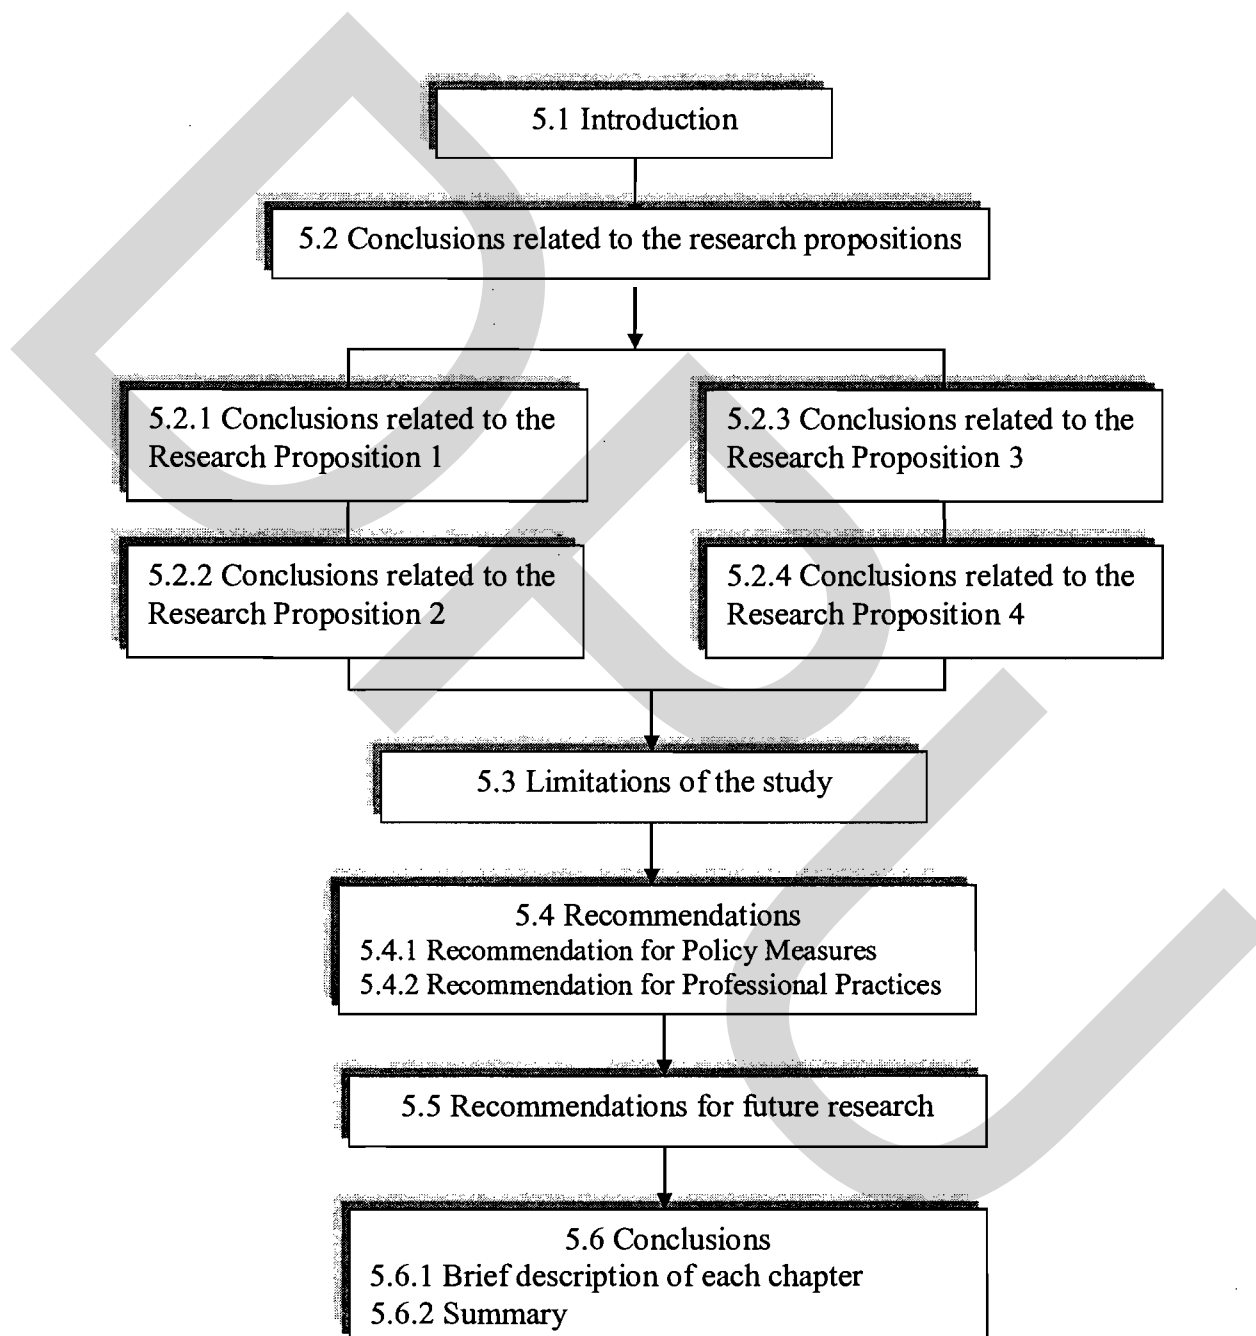 5.1 Introduction
5.2 Conclusions related to the research propositions
5.2.1 Conclusions related to the
Research Proposition 1
5.2.2 Conclusions related to the
Research Proposition 2
5.2.3 Conclusions related to the
Research Proposition 3
5.2.4 Conclusions related to the
Research Proposition 4
5.3 Limitations of the study
5.4 Recommendations
5.4.1 Recommendation for Policy Measures
5.4.2 Recommendation for Professional Practices
5.5 Recommendations for future research
5.6 Conclusions
5.6.1 Brief description of each chapter
5.6.2 Summary
DPU